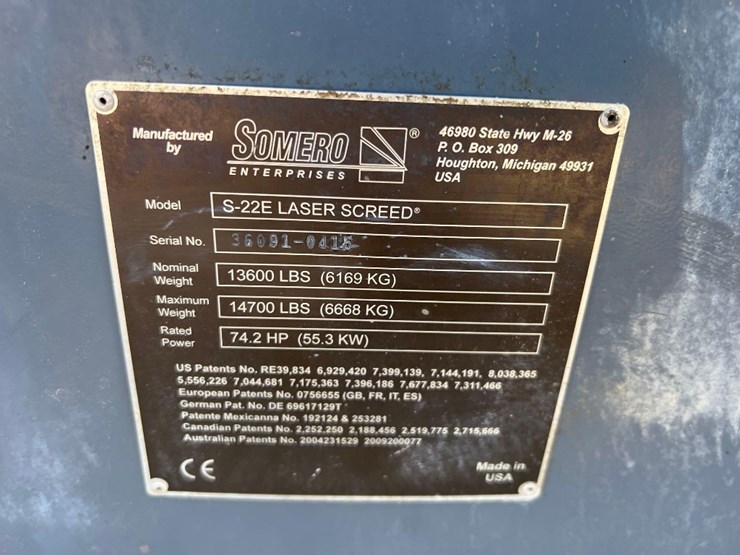 Manufactured by
SOMERO®
ENTERPRISES
46980 State Hwy M-26
P. O. Box 309
Houghton, Michigan 49931
USA
Model S-22E LASER SCREED®
Serial No. 36091-0415
Nominal Weight 13600 LBS (6169 KG)
Maximum Weight 14700 LBS (6668 KG)
Rated Power 74.2 HP (55.3 KW)
US Patents No. RE39,834 6,929,420 7,399,139, 7,144,191, 8,038,365
5,556,226 7,044,681 7,175,363 7,396,186 7,677,834 7,311,466
European Patents No. 0756655 (GB, FR, IT, ES)
German Pat. No. DE 69617129T
Patente Mexicanna No. 192124 & 253281
Canadian Patents No. 2,252,250 2,188,456 2,519,775 2,715,666
Australian Patents No. 2004231529 2009200077
CE
Made in
USA